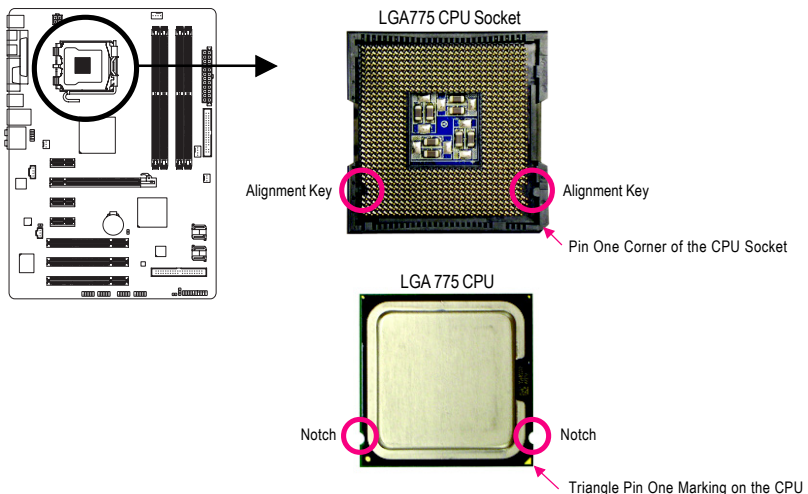 LGA775 CPU Socket
Alignment Key
Alignment Key
Pin One Corner of the CPU Socket
LGA 775 CPU
Notch
Notch
Triangle Pin One Marking on the CPU